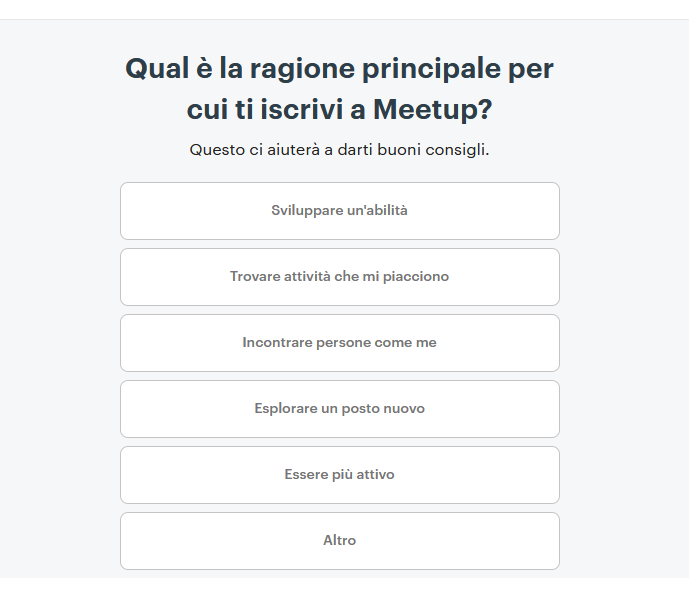 Qual è la ragione principale per
cui ti iscrivi a Meetup?
Questo ci aiuterà a darti buoni consigli.
Sviluppare un'abilità
Trovare attività che mi piacciono
Incontrare persone come me
Esplorare un posto nuovo
Essere più attivo
Altro